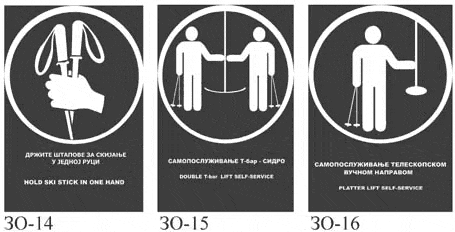 ДРЖИТЕ ШТАПОВЕ ЗА СКИЈАЊЕ
У ЈЕДНОЈ РУЦИ
HOLD SKI STICK IN ONE HAND
ЗО-14
САМОПОСЛУЖИВАЊЕ Т-бар - СИДРО
DOUBLE T-bar LIFT SELF-SERVICE
ЗО-15
САМОПОСЛУЖИВАЊЕ ТЕЛЕСКОПСКОМ
ВУЧНОМ НАПРАВОМ
PLATTER LIFT SELF-SERVICE
ЗО-16